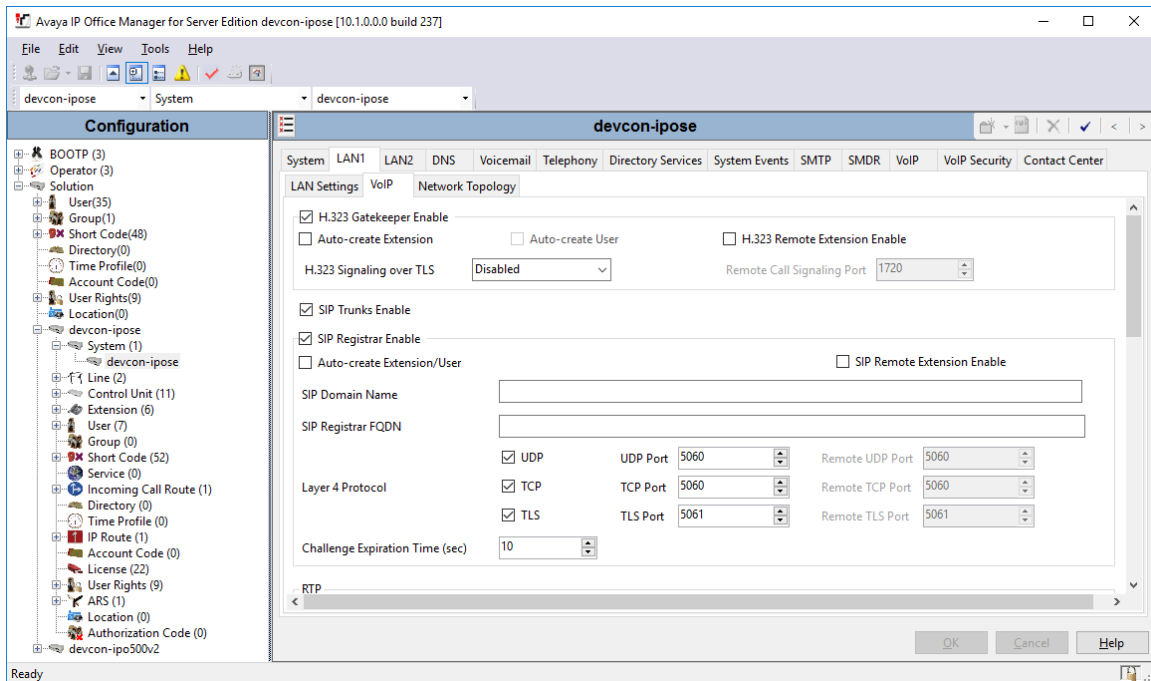 Avaya IP Office Manager for Server Edition devcon-ipose [10.1.0.0.0 build 237]
File Edit View Tools Help
devcon-ipose System devcon-ipose
Configuration
BOOTP (3)
Operator (3)
Solution
User(35)
Group(1)
Short Code(48)
Directory(0)
Time Profile(0)
Account Code(0)
User Rights(9)
Location(0)
devcon-ipose
System (1)
devcon-ipose
Line (2)
Control Unit (11)
Extension (6)
User (7)
Group (0)
Short Code (52)
Service (0)
Incoming Call Route (1)
Directory (0)
Time Profile (0)
IP Route (1)
Account Code (0)
License (22)
User Rights (9)
ARS (1)
Location (0)
Authorization Code (0)
devcon-ipo500v2
devcon-ipose
System LAN1 LAN2 DNS Voicemail Telephony Directory Services System Events SMTP SMDR VoIP VoIP Security Contact Center
LAN Settings VoIP Network Topology
H.323 Gatekeeper Enable
Auto-create Extension Auto-create User H.323 Remote Extension Enable
H.323 Signaling over TLS Disabled Remote Call Signaling Port 1720
SIP Trunks Enable
SIP Registrar Enable
Auto-create Extension/User SIP Remote Extension Enable
SIP Domain Name
SIP Registrar FQDN
UDP UDP Port 5060 Remote UDP Port 5060
Layer 4 Protocol TCP TCP Port 5060 Remote TCP Port 5060
TLS TLS Port 5061 Remote TLS Port 5061
Challenge Expiration Time (sec) 10
RTP
OK Cancel Help
Ready